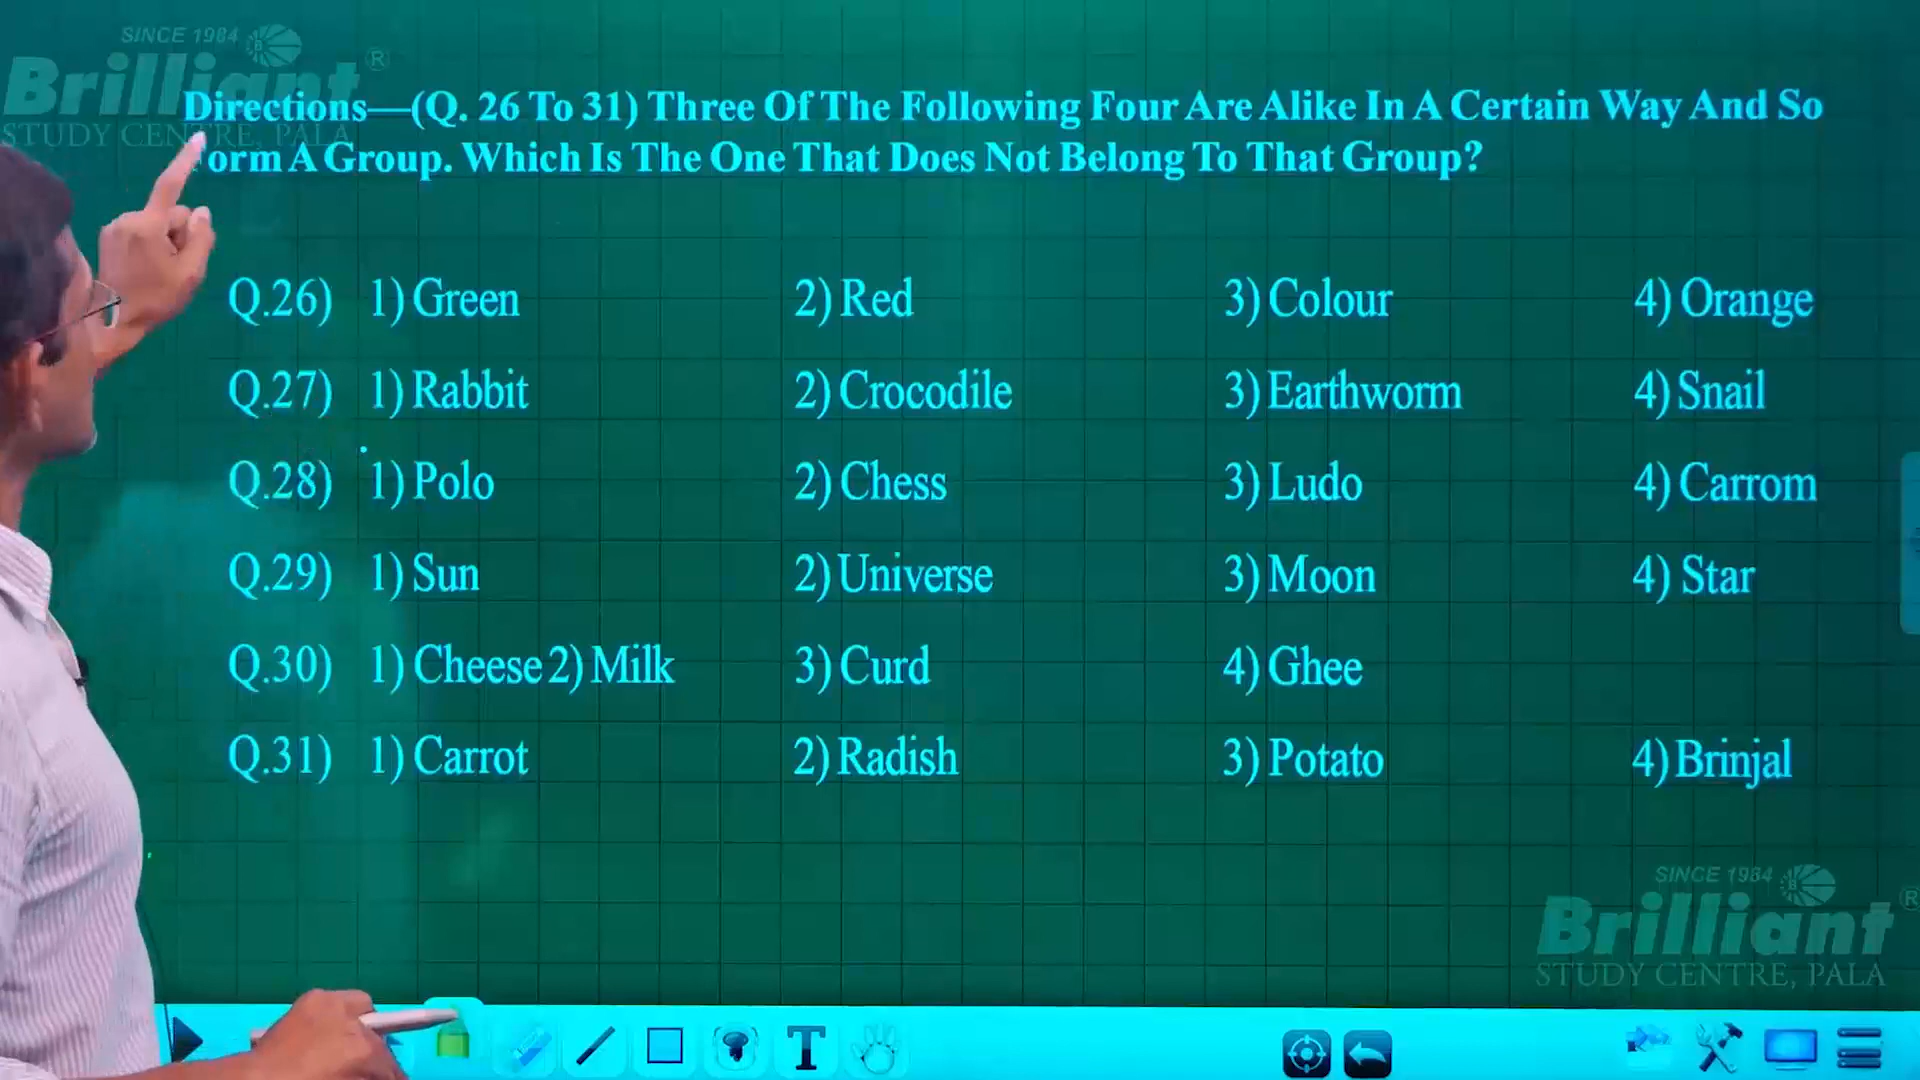 SINCE 1984
Brilliant®
STUDY CENTRE, PALA
Directions—(Q. 26 To 31) Three Of The Following Four Are Alike In A Certain Way And So
orm A Group. Which Is The One That Does Not Belong To That Group?
Q.26) 1) Green 2) Red 3) Colour 4) Orange
Q.27) 1) Rabbit 2) Crocodile 3) Earthworm 4) Snail
Q.28) 1) Polo 2) Chess 3) Ludo 4) Carrom
Q.29) 1) Sun 2) Universe 3) Moon 4) Star
Q.30) 1) Cheese 2) Milk 3) Curd 4) Ghee
Q.31) 1) Carrot 2) Radish 3) Potato 4) Brinjal
SINCE 1984
Brilliant®
STUDY CENTRE, PALA
T